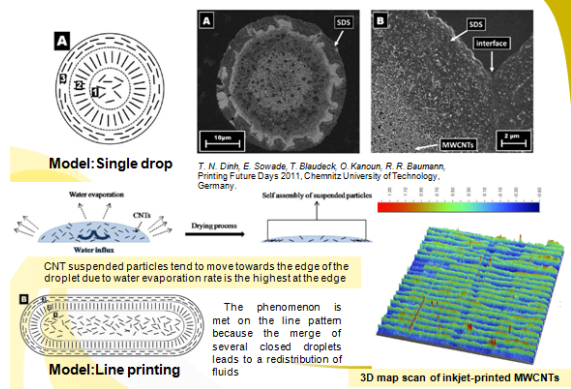 A
3
2
1
Model: Single drop
A
SDS
10µm
B
SDS
interface
MWCNTs
2 µm
T. N. Dinh, E. Sowade, T. Blaudeck, O. Kanoun, R. R. Baumann,
Printing Future Days 2011, Chemnitz University of Technology,
Germany.
Water evaporation
CNTs
Water influx
Drying process
Self assembly of suspended particles
CNT suspended particles tend to move towards the edge of the
droplet due to water evaporation rate is the highest at the edge
B
Model: Line printing
The phenomenon is
met on the line pattern
because the merge of
several closed droplets
leads to a redistribution of
fluids
3D map scan of inkjet-printed MWCNTs